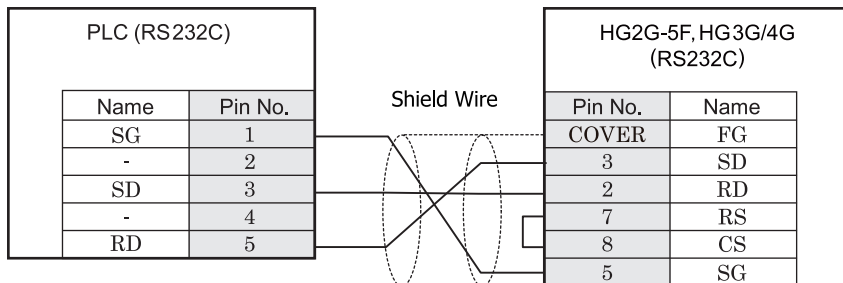 PLC (RS232C)
HG2G-5F, HG3G/4G
(RS232C)
Shield Wire
Name Pin No.
SG 1
- 2
SD 3
- 4
RD 5
Pin No. Name
COVER FG
3 SD
2 RD
7 RS
8 CS
5 SG